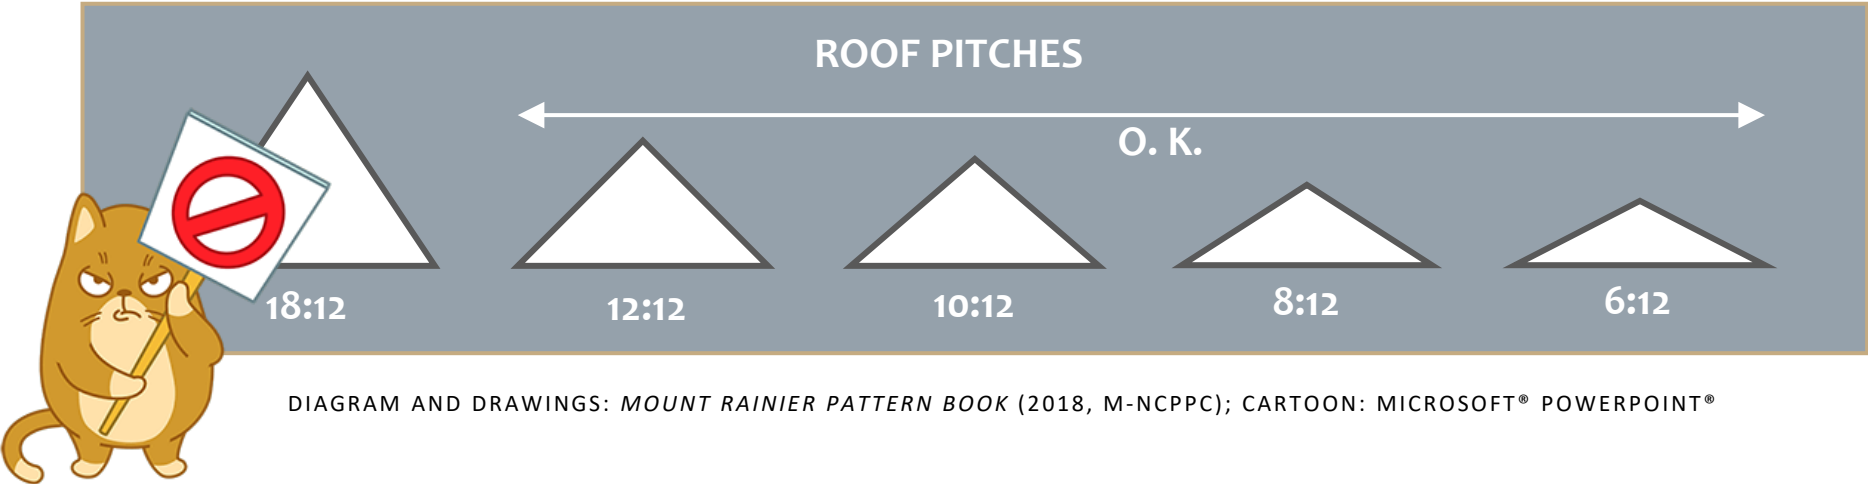 ROOF PITCHES
O. K.
18:12
12:12
10:12
8:12
6:12
DIAGRAM AND DRAWINGS: MOUNT RAINIER PATTERN BOOK (2018, M-NCPPC); CARTOON: MICROSOFT® POWERPOINT®